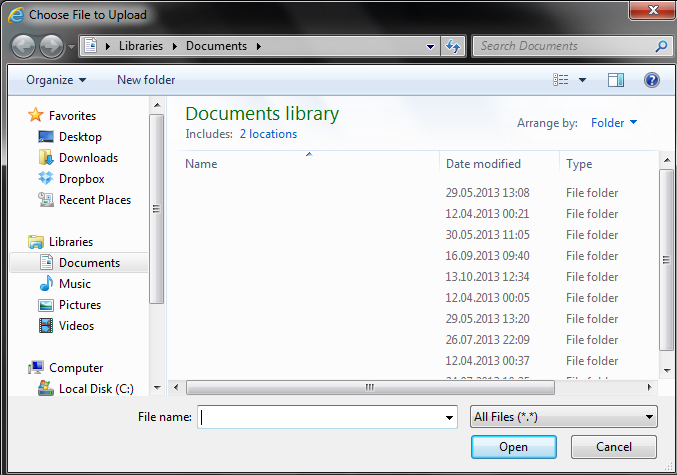 Choose File to Upload
Libraries Documents
Search Documents
Organize New folder
Favorites
Desktop
Downloads
Dropbox
Recent Places
Libraries
Documents
Music
Pictures
Videos
Computer
Local Disk (C:)
Documents library
Includes: 2 locations
Arrange by: Folder
Name Date modified Type
29.05.2013 13:08 File folder
12.04.2013 00:21 File folder
30.05.2013 11:05 File folder
16.09.2013 09:40 File folder
13.10.2013 12:34 File folder
12.04.2013 00:05 File folder
29.05.2013 13:20 File folder
26.07.2013 22:09 File folder
12.04.2013 00:37 File folder
File folder
File name:
All Files (*.*)
Open Cancel